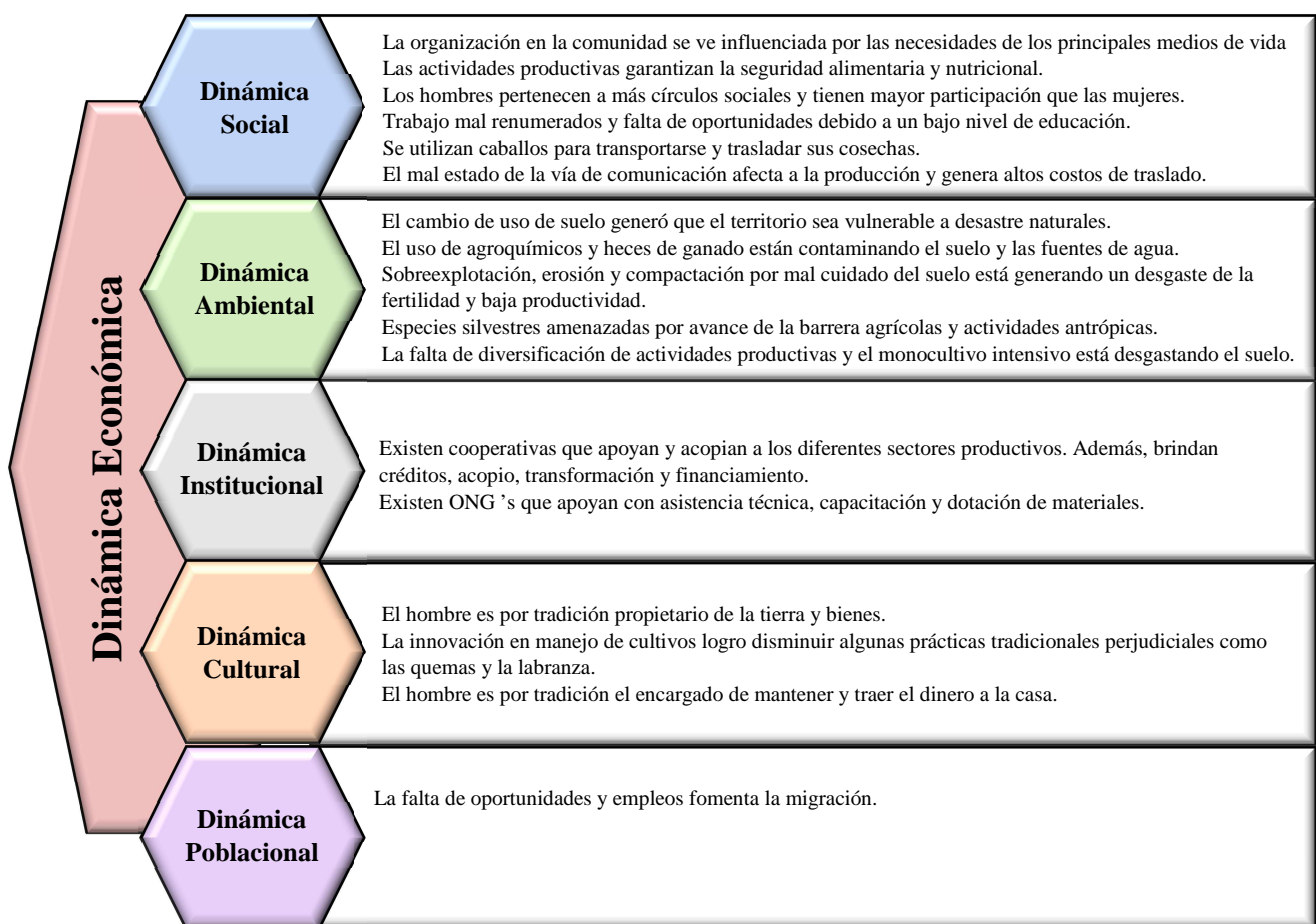 Dinámica Económica
Dinámica
Social
La organización en la comunidad se ve influenciada por las necesidades de los principales medios de vida
Las actividades productivas garantizan la seguridad alimentaria y nutricional.
Los hombres pertenecen a más círculos sociales y tienen mayor participación que las mujeres.
Trabajo mal renumerados y falta de oportunidades debido a un bajo nivel de educación.
Se utilizan caballos para transportarse y trasladar sus cosechas.
El mal estado de la vía de comunicación afecta a la producción y genera altos costos de traslado.
Dinámica
Ambiental
El cambio de uso de suelo generó que el territorio sea vulnerable a desastre naturales.
El uso de agroquímicos y heces de ganado están contaminando el suelo y las fuentes de agua.
Sobreexplotación, erosión y compactación por mal cuidado del suelo está generando un desgaste de la
fertilidad y baja productividad.
Especies silvestres amenazadas por avance de la barrera agrícolas y actividades antrópicas.
La falta de diversificación de actividades productivas y el monocultivo intensivo está desgastando el suelo.
Dinámica
Institucional
Existen cooperativas que apoyan y acopian a los diferentes sectores productivos. Además, brindan
créditos, acopio, transformación y financiamiento.
Existen ONG ’s que apoyan con asistencia técnica, capacitación y dotación de materiales.
Dinámica
Cultural
El hombre es por tradición propietario de la tierra y bienes.
La innovación en manejo de cultivos logro disminuir algunas prácticas tradicionales perjudiciales como
las quemas y la labranza.
El hombre es por tradición el encargado de mantener y traer el dinero a la casa.
Dinámica
Poblacional
La falta de oportunidades y empleos fomenta la migración.